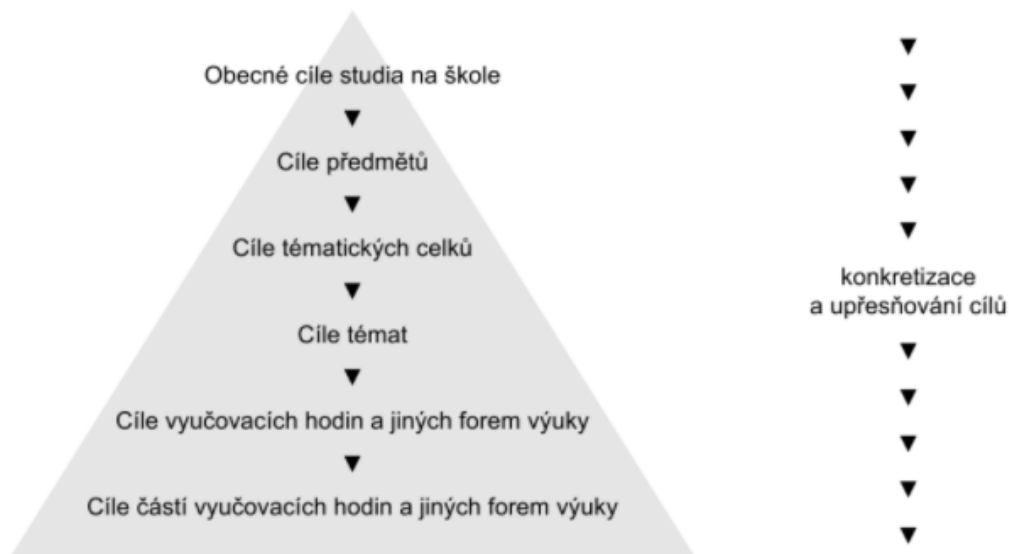 Obecné cíle studia na škole
Cíle předmětů
Cíle tématických celků
Cíle témat
Cíle vyučovacích hodin a jiných forem výuky
Cíle částí vyučovacích hodin a jiných forem výuky
konkretizace
a upřesňování cílů